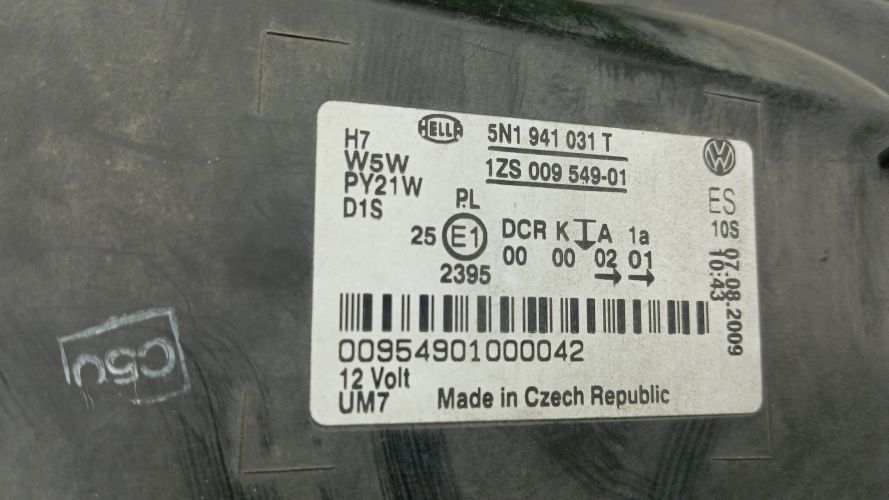 H7
W5W
PY21W
D1S
HELLA
5N1 941 031 T
1ZS 009 549-01
P.L
25 E1
2395
DCR K I A 1a
00 00 02 01
ES
10S
07.08.2009
10:43
00954901000042
12 Volt
UM7
Made in Czech Republic
C5U